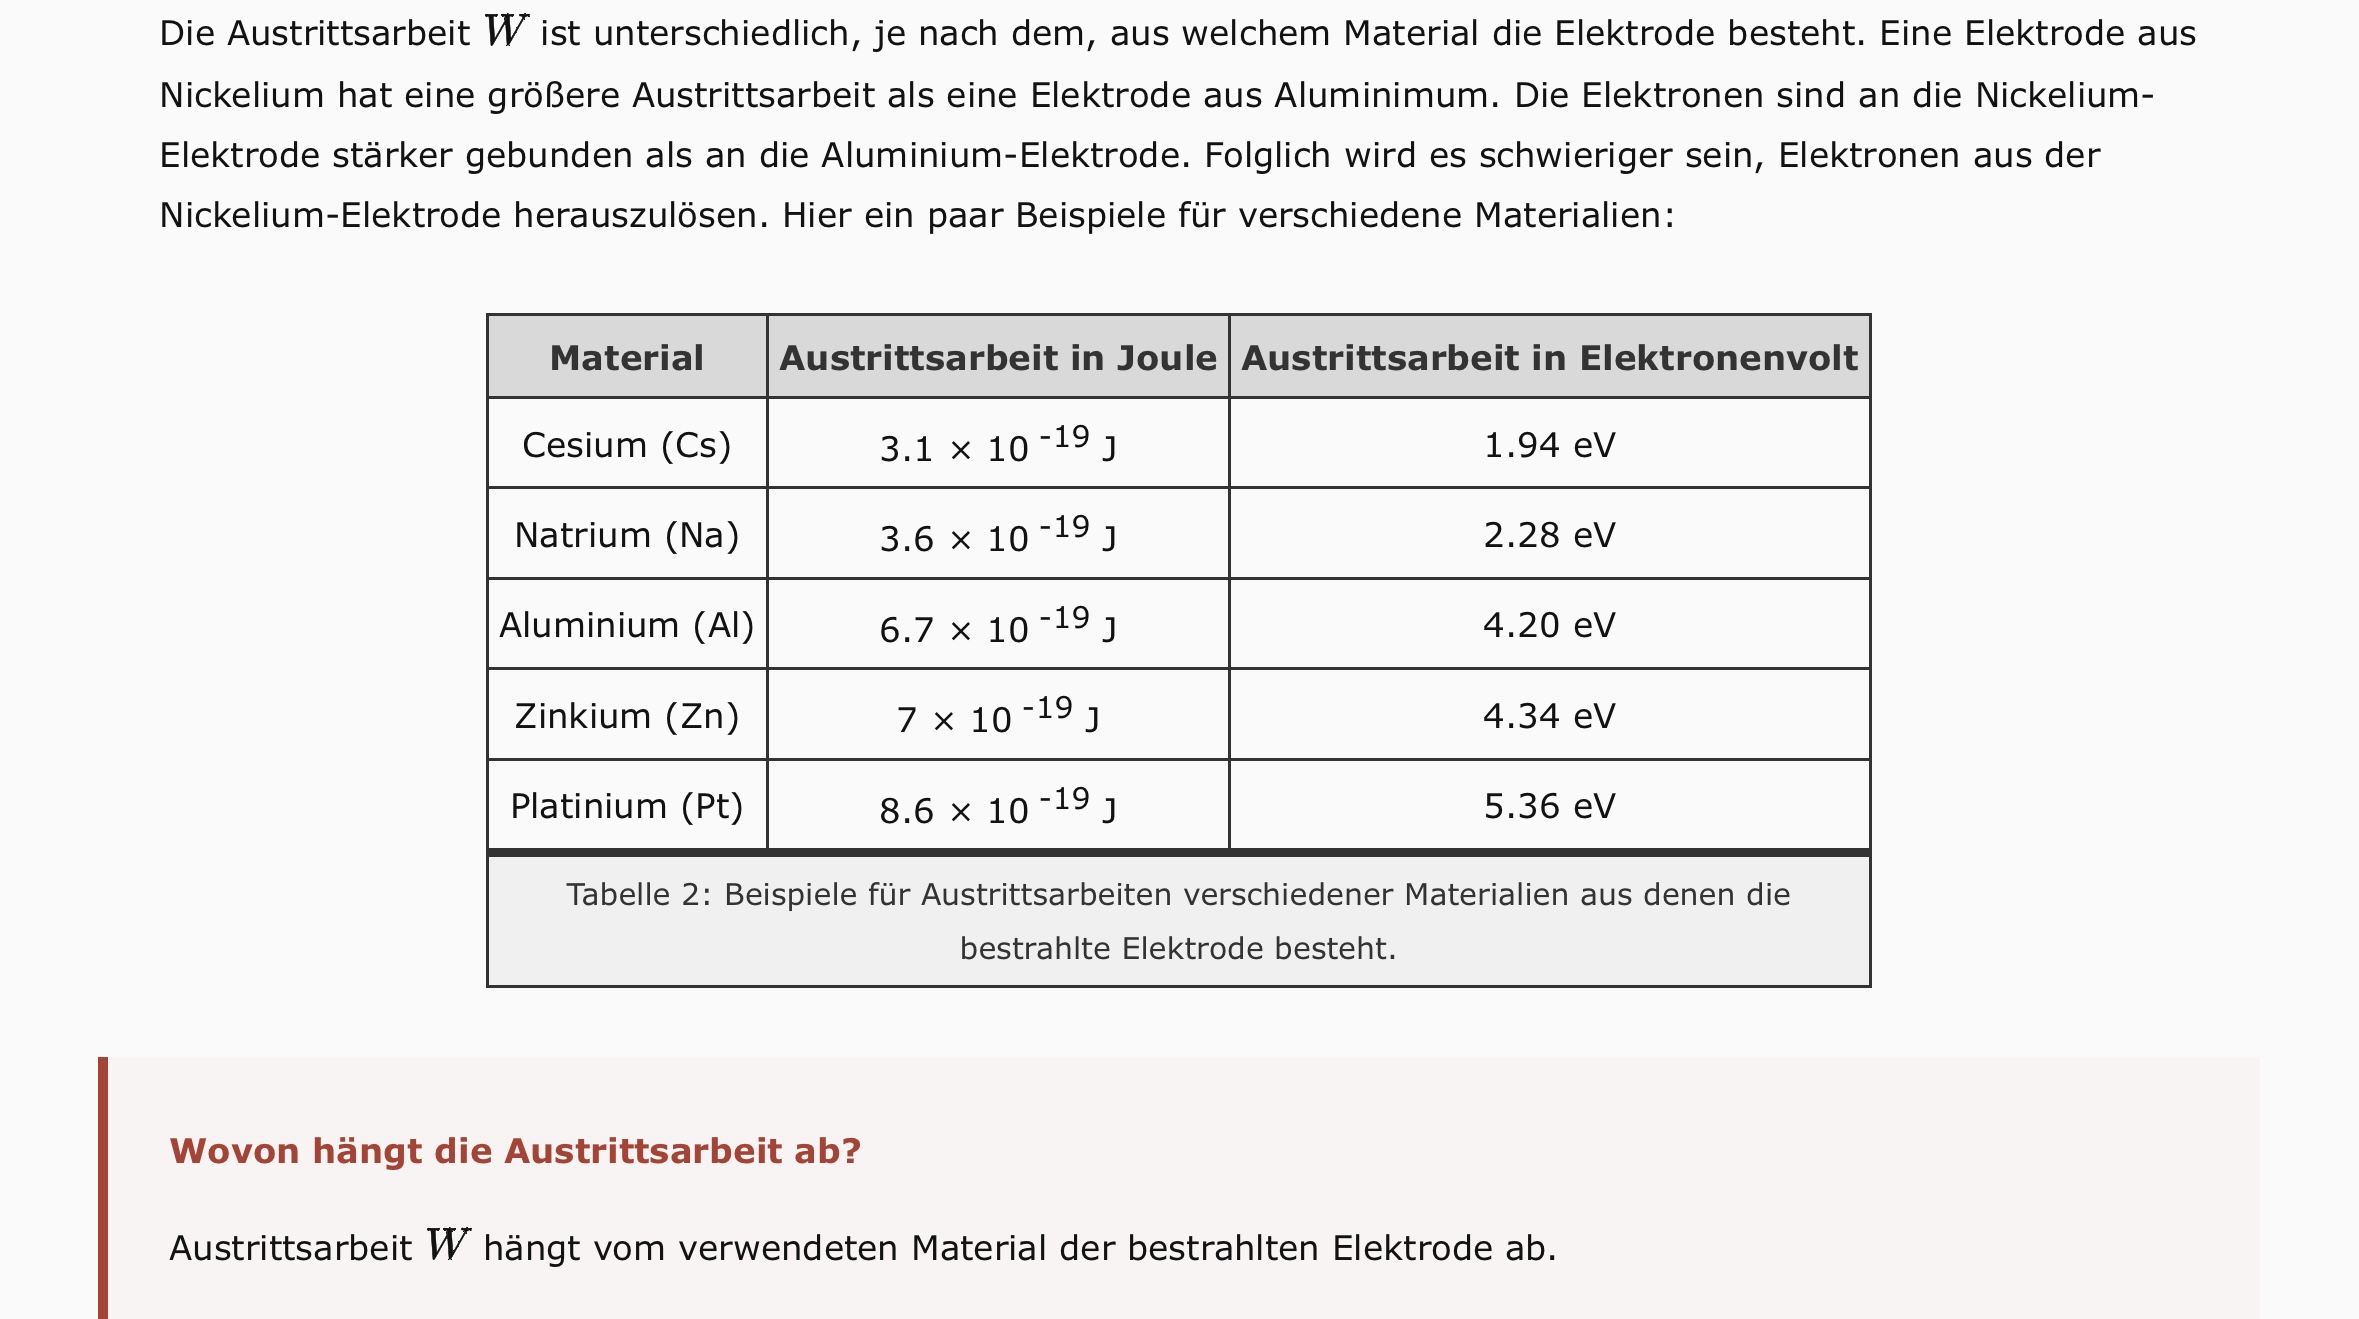 Die Austrittsarbeit W ist unterschiedlich, je nach dem, aus welchem Material die Elektrode besteht. Eine Elektrode aus
Nickelium hat eine größere Austrittsarbeit als eine Elektrode aus Aluminimum. Die Elektronen sind an die Nickelium-
Elektrode stärker gebunden als an die Aluminium-Elektrode. Folglich wird es schwieriger sein, Elektronen aus der
Nickelium-Elektrode herauszulösen. Hier ein paar Beispiele für verschiedene Materialien:
Material Austrittsarbeit in Joule Austrittsarbeit in Elektronenvolt
Cesium (Cs) 3.1 × 10 -19 J 1.94 eV
Natrium (Na) 3.6 × 10 -19 J 2.28 eV
Aluminium (Al) 6.7 × 10 -19 J 4.20 eV
Zinkium (Zn) 7 × 10 -19 J 4.34 eV
Platinium (Pt) 8.6 × 10 -19 J 5.36 eV
Tabelle 2: Beispiele für Austrittsarbeiten verschiedener Materialien aus denen die
bestrahlte Elektrode besteht.
Wovon hängt die Austrittsarbeit ab?
Austrittsarbeit W hängt vom verwendeten Material der bestrahlten Elektrode ab.